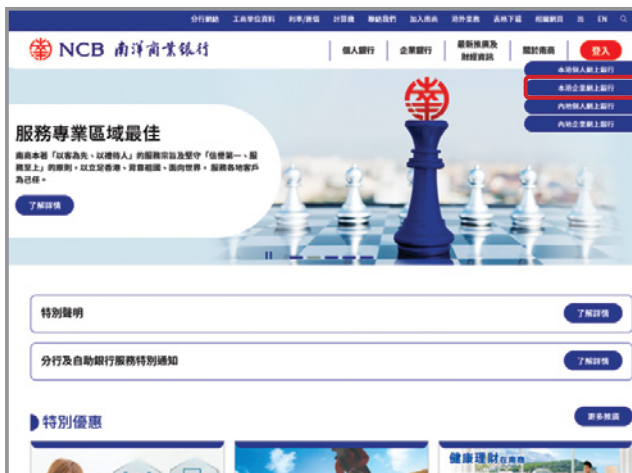 分行網絡 工商單位資料 利率/匯價 計算機 聯絡我們 加入南商 境外業務 表格下載 相關網頁 简 EN
NCB 南洋商業銀行
個人銀行 企業銀行 最新推廣及 關於南商 登入
財經資訊
本港個人網上銀行
本港企業網上銀行
內地個人網上銀行
內地企業網上銀行
服務專業區域最佳
南商本著「以客為先、以禮待人」的服務宗旨及堅守「信譽第一、服
務至上」的原則，以立足香港、背靠祖國、面向世界， 服務各地客戶
為己任。
了解詳情
特別聲明 了解詳情
分行及自助銀行服務特別通知 了解詳情
特別優惠 更多推廣
健康理財在南商